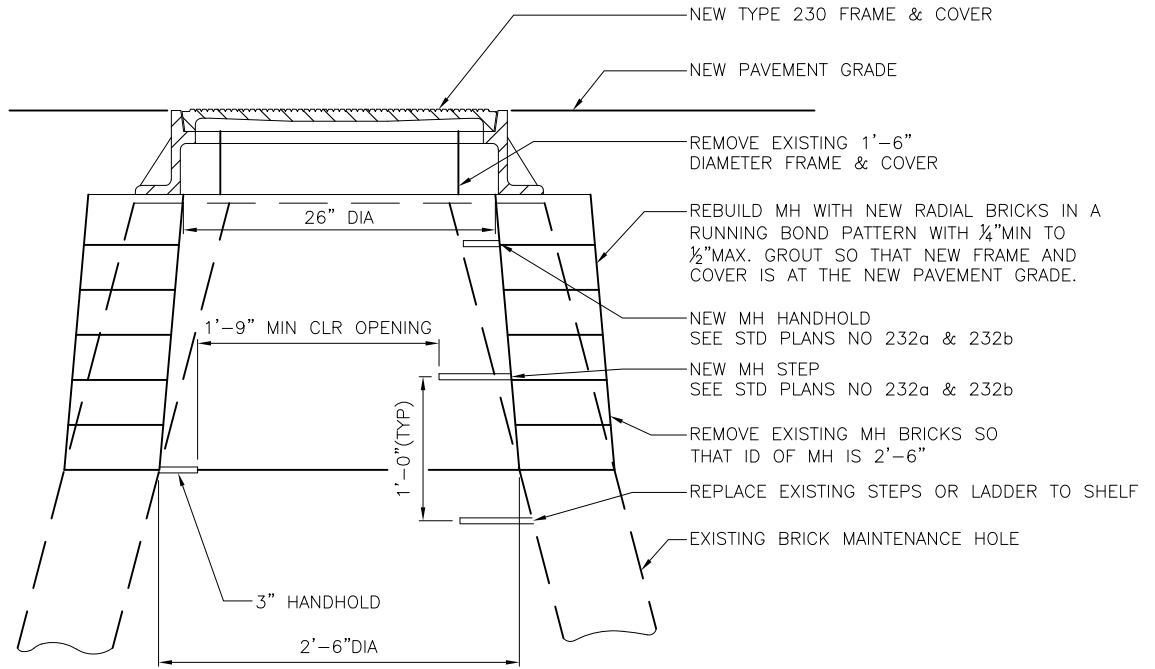 NEW TYPE 230 FRAME & COVER
NEW PAVEMENT GRADE
REMOVE EXISTING 1'-6"
DIAMETER FRAME & COVER
26" DIA
REBUILD MH WITH NEW RADIAL BRICKS IN A
RUNNING BOND PATTERN WITH ¼"MIN TO
½"MAX. GROUT SO THAT NEW FRAME AND
COVER IS AT THE NEW PAVEMENT GRADE.
1'-9" MIN CLR OPENING
NEW MH HANDHOLD
SEE STD PLANS NO 232a & 232b
NEW MH STEP
SEE STD PLANS NO 232a & 232b
1'-0"(TYP)
REMOVE EXISTING MH BRICKS SO
THAT ID OF MH IS 2'-6"
REPLACE EXISTING STEPS OR LADDER TO SHELF
EXISTING BRICK MAINTENANCE HOLE
3" HANDHOLD
2'-6"DIA